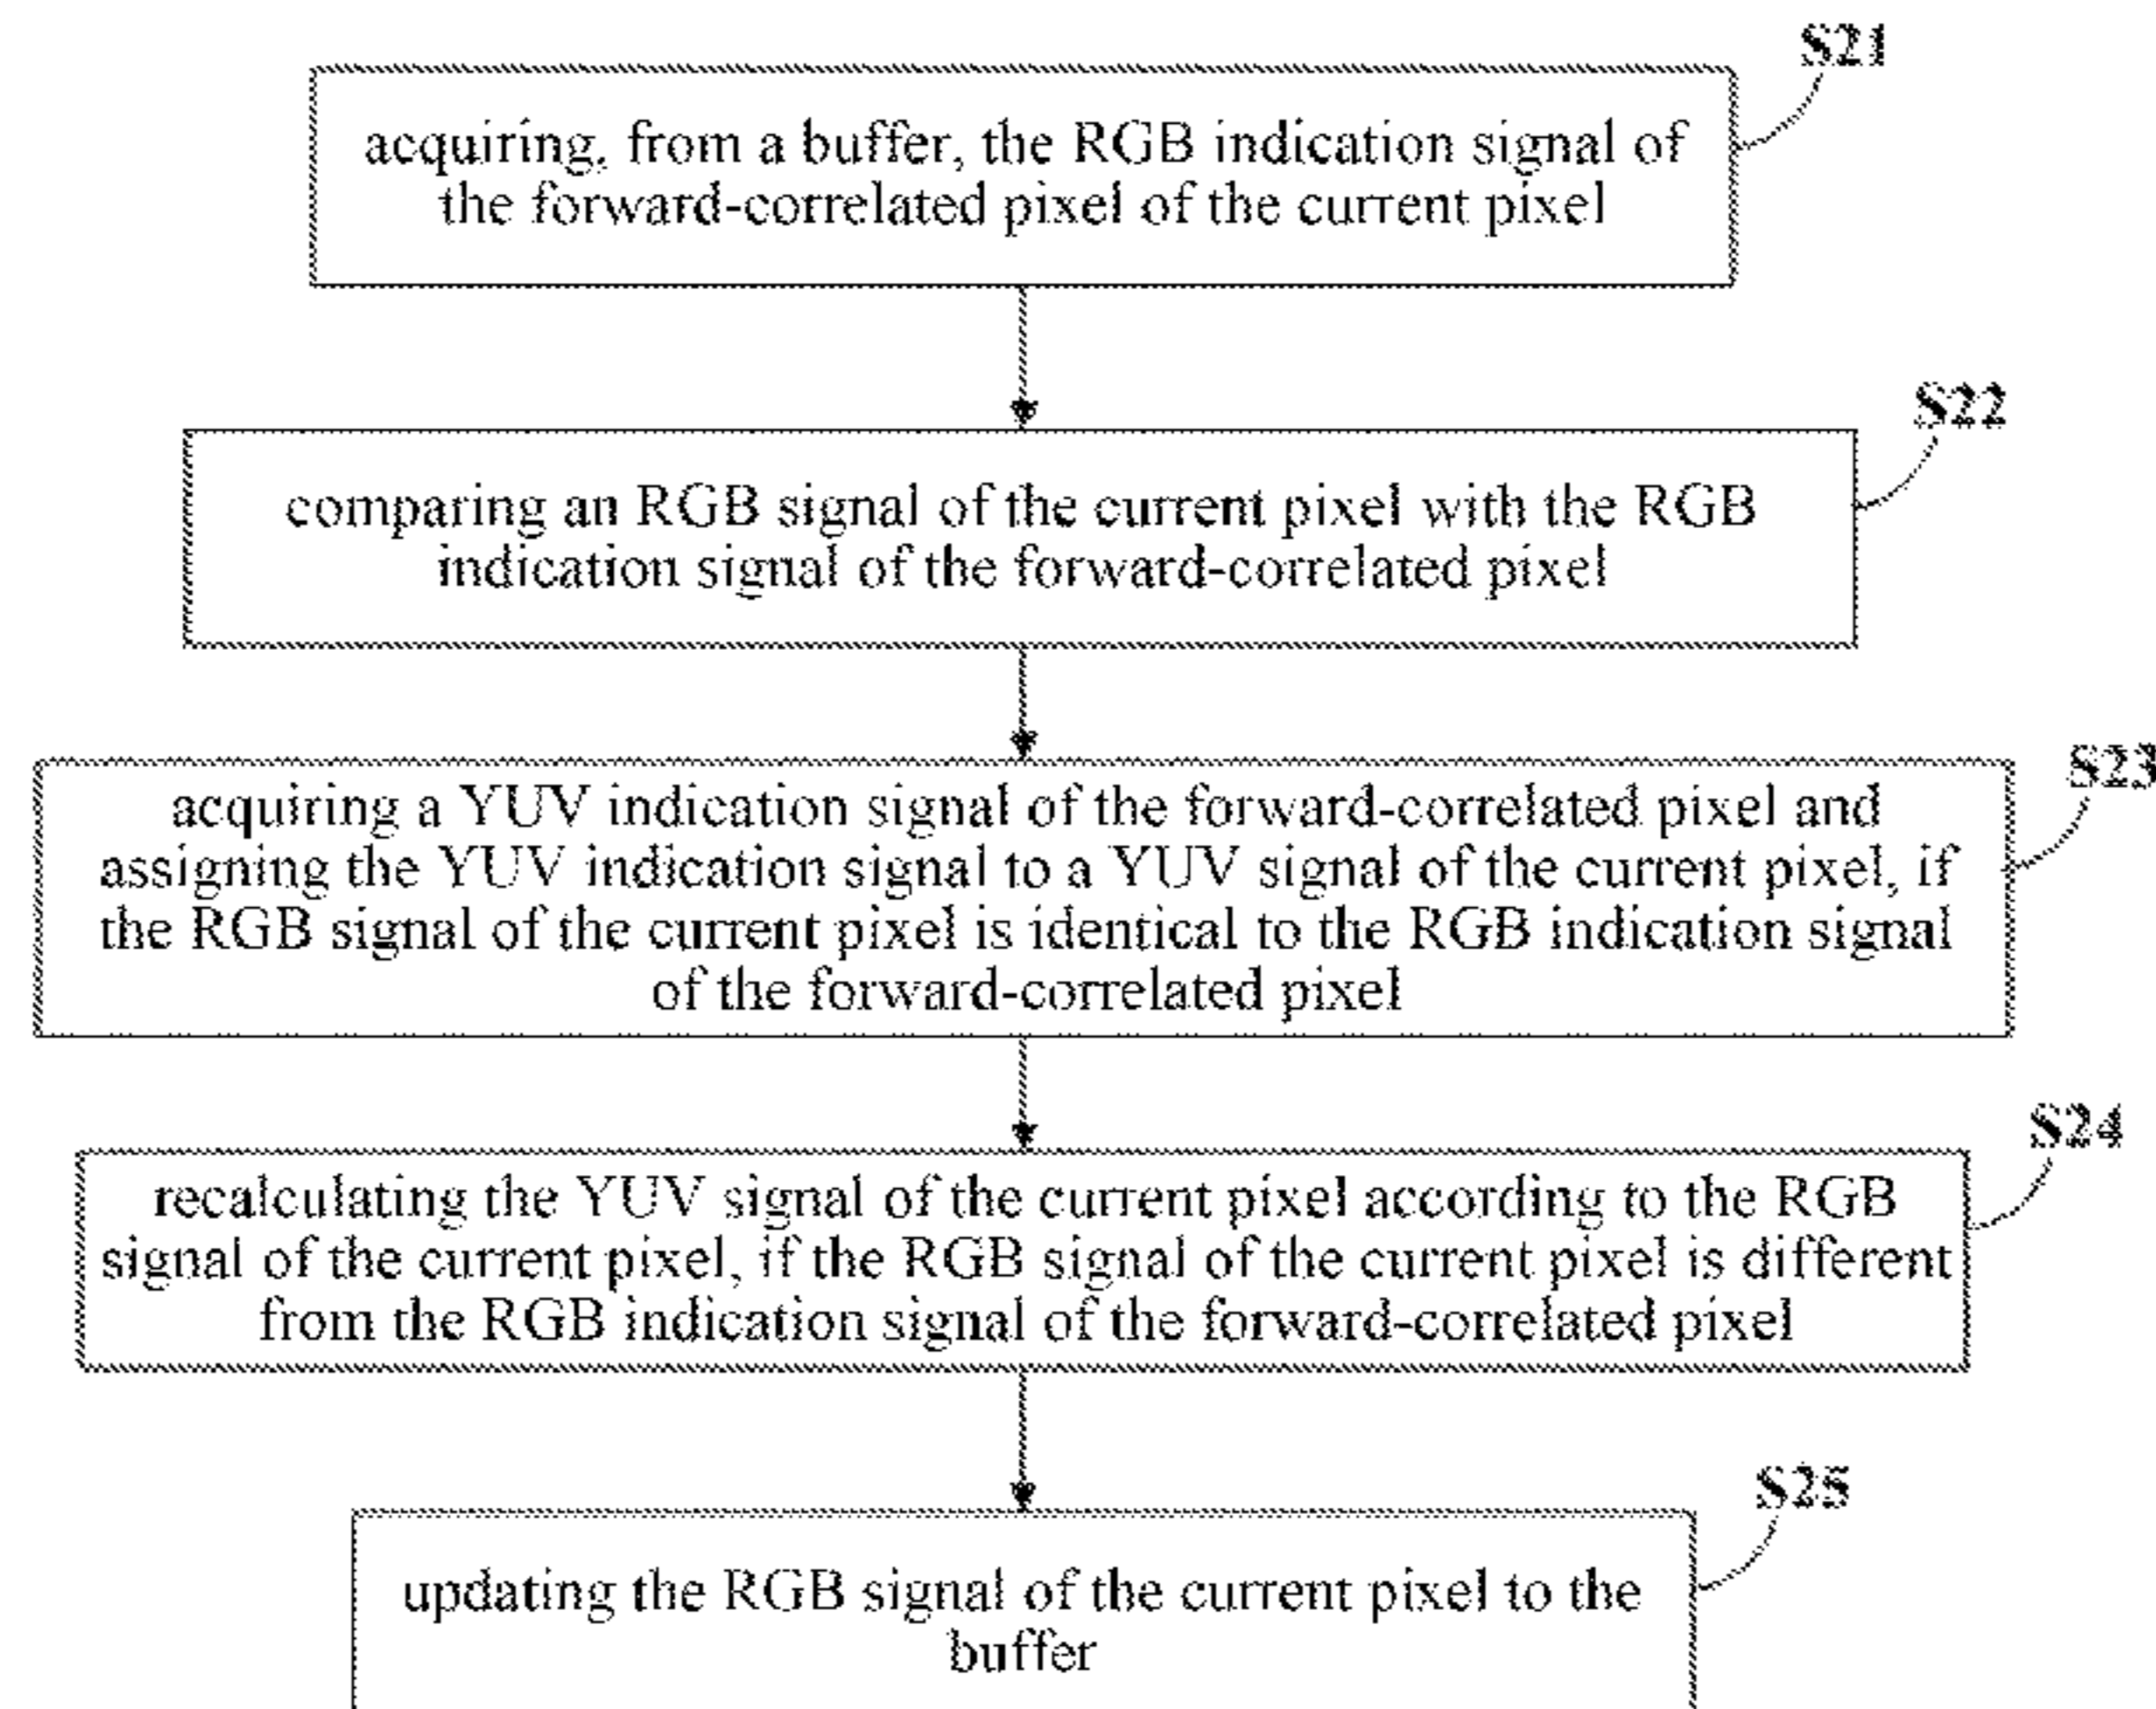 S21
acquiring, from a buffer, the RGB indication signal of
the forward-correlated pixel of the current pixel
S22
comparing an RGB signal of the current pixel with the RGB
indication signal of the forward-correlated pixel
S23
acquiring a YUV indication signal of the forward-correlated pixel and
assigning the YUV indication signal to a YUV signal of the current pixel, if
the RGB signal of the current pixel is identical to the RGB indication signal
of the forward-correlated pixel
S24
recalculating the YUV signal of the current pixel according to the RGB
signal of the current pixel, if the RGB signal of the current pixel is different
from the RGB indication signal of the forward-correlated pixel
S25
updating the RGB signal of the current pixel to the
buffer